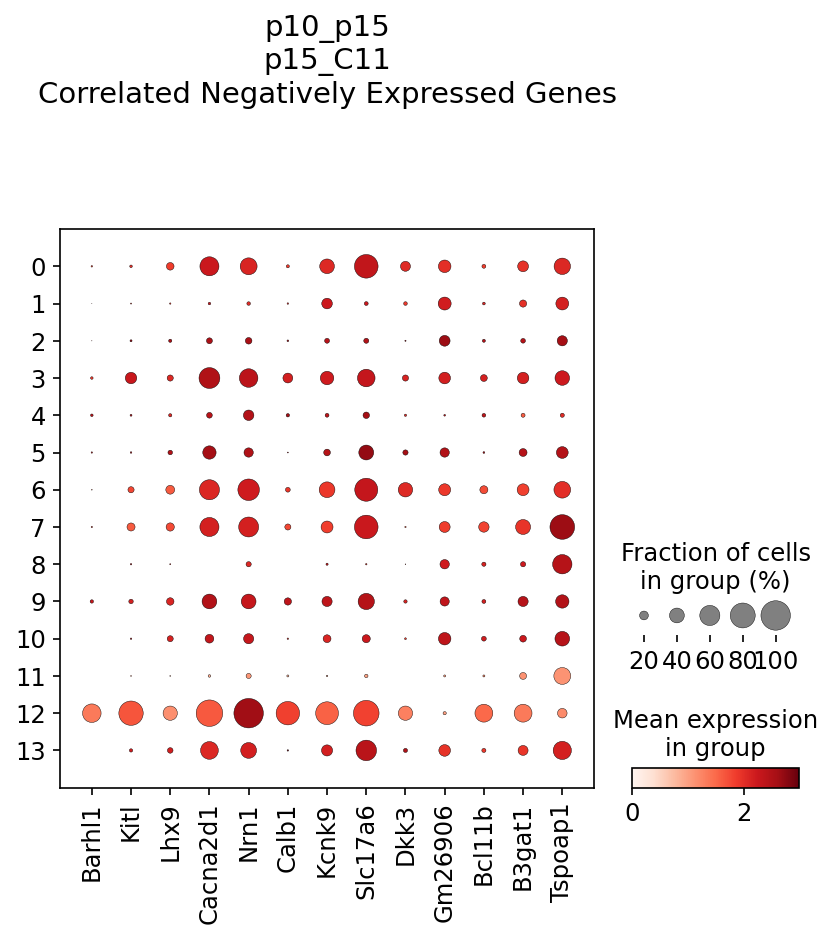 p10_p15
p15_C11
Correlated Negatively Expressed Genes
0
1
2
3
4
5
6
7
8
9
10
11
12
13
Barhl1
Kitl
Lhx9
Cacna2d1
Nrn1
Calb1
Kcnk9
Slc17a6
Dkk3
Gm26906
Bcl11b
B3gat1
Tspoap1
Fraction of cells
in group (%)
20 40 60 80 100
Mean expression
in group
0 2